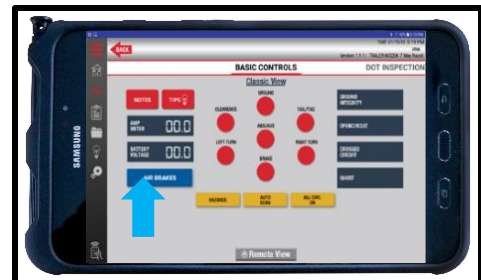 BACK
BASIC CONTROLS
DOT INSPECTION
Classic View
GROUND
NOTES
TIPS
CLEARANCE
TAIL/TAG
GROUND
INTEGRITY
AMP
METER
00.0
ABS/AUX
OPEN CIRCUIT
BATTERY
VOLTAGE
00.0
LEFT TURN
RIGHT TURN
CROSSED
CIRCUIT
BRAKE
AIR BRAKES
SHORT
HAZARDS
AUTO
SCAN
ALL CIRC.
ON
Remote View
SAMSUNG